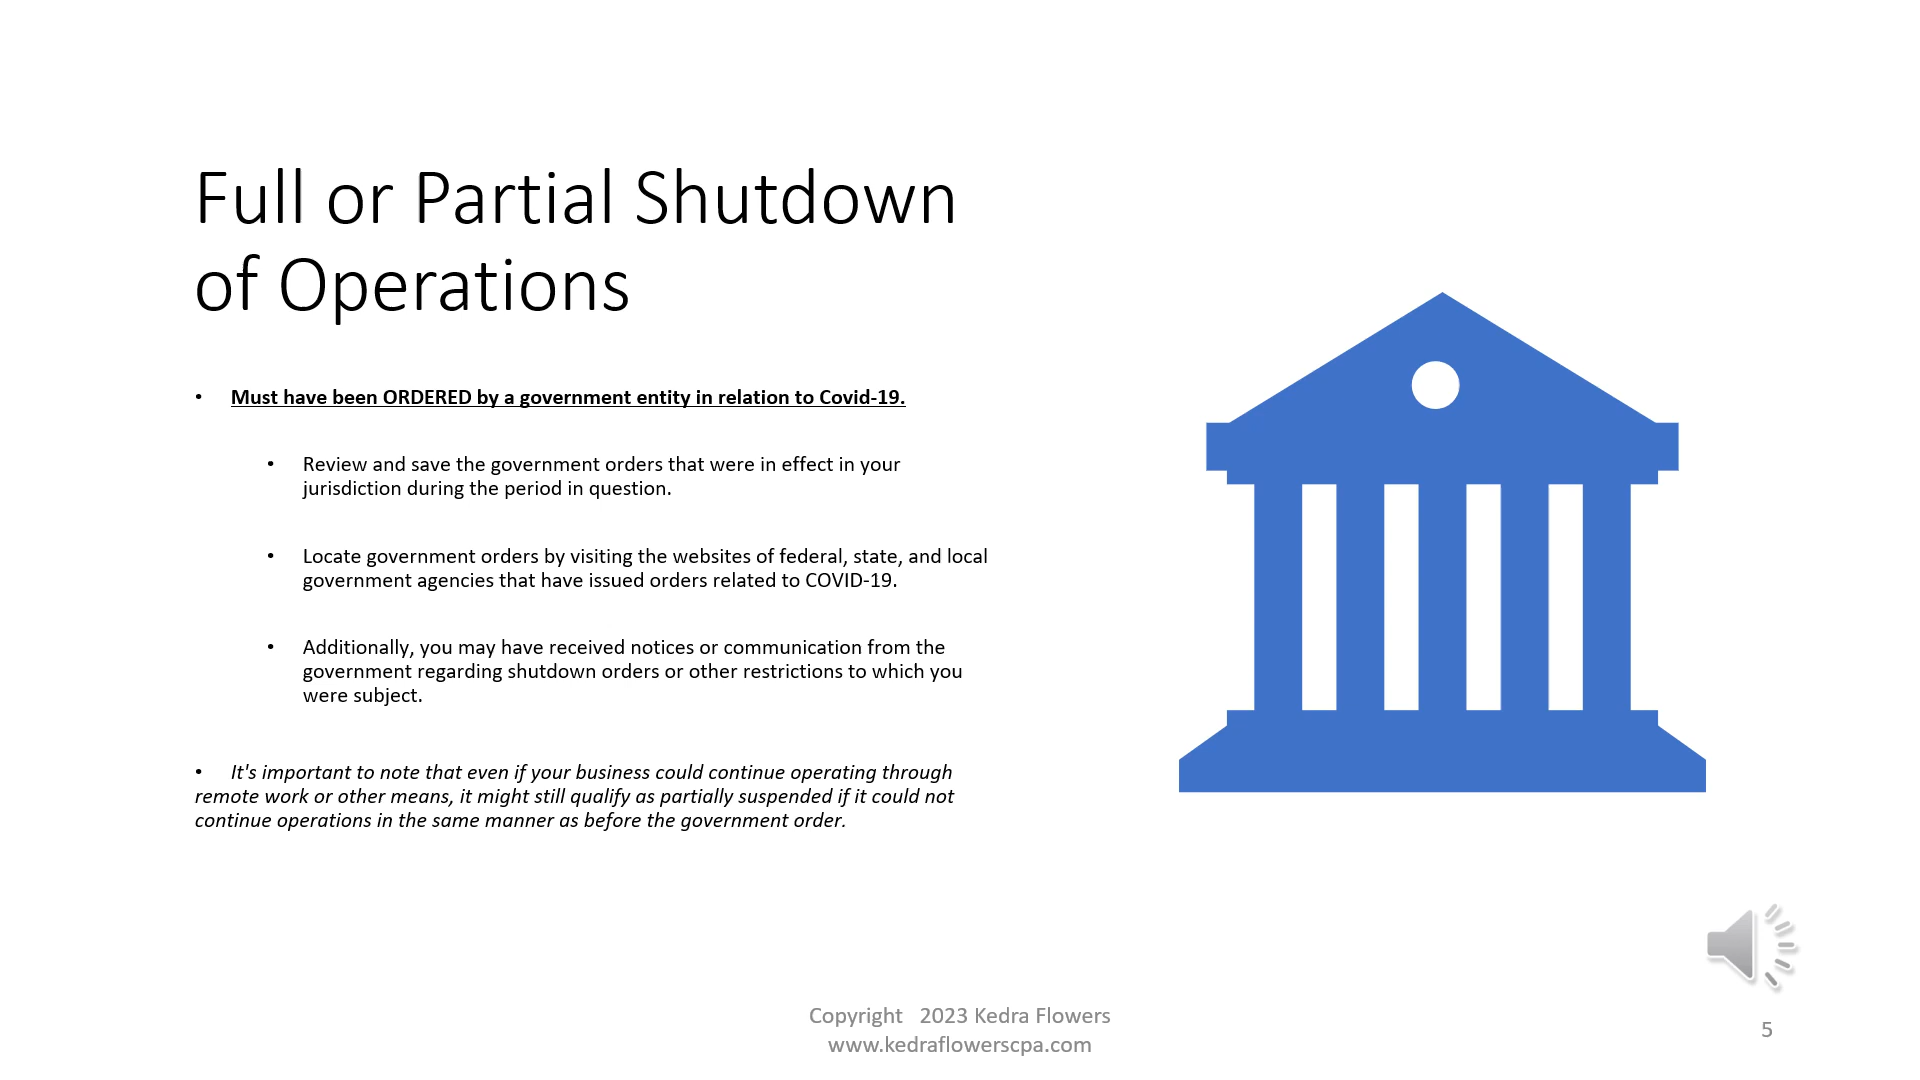 Full or Partial Shutdown
of Operations
• Must have been ORDERED by a government entity in relation to Covid-19.
• Review and save the government orders that were in effect in your
jurisdiction during the period in question.
• Locate government orders by visiting the websites of federal, state, and local
government agencies that have issued orders related to COVID-19.
• Additionally, you may have received notices or communication from the
government regarding shutdown orders or other restrictions to which you
were subject.
• It's important to note that even if your business could continue operating through
remote work or other means, it might still qualify as partially suspended if it could not
continue operations in the same manner as before the government order.
Copyright 2023 Kedra Flowers
www.kedraflowerscpa.com
5